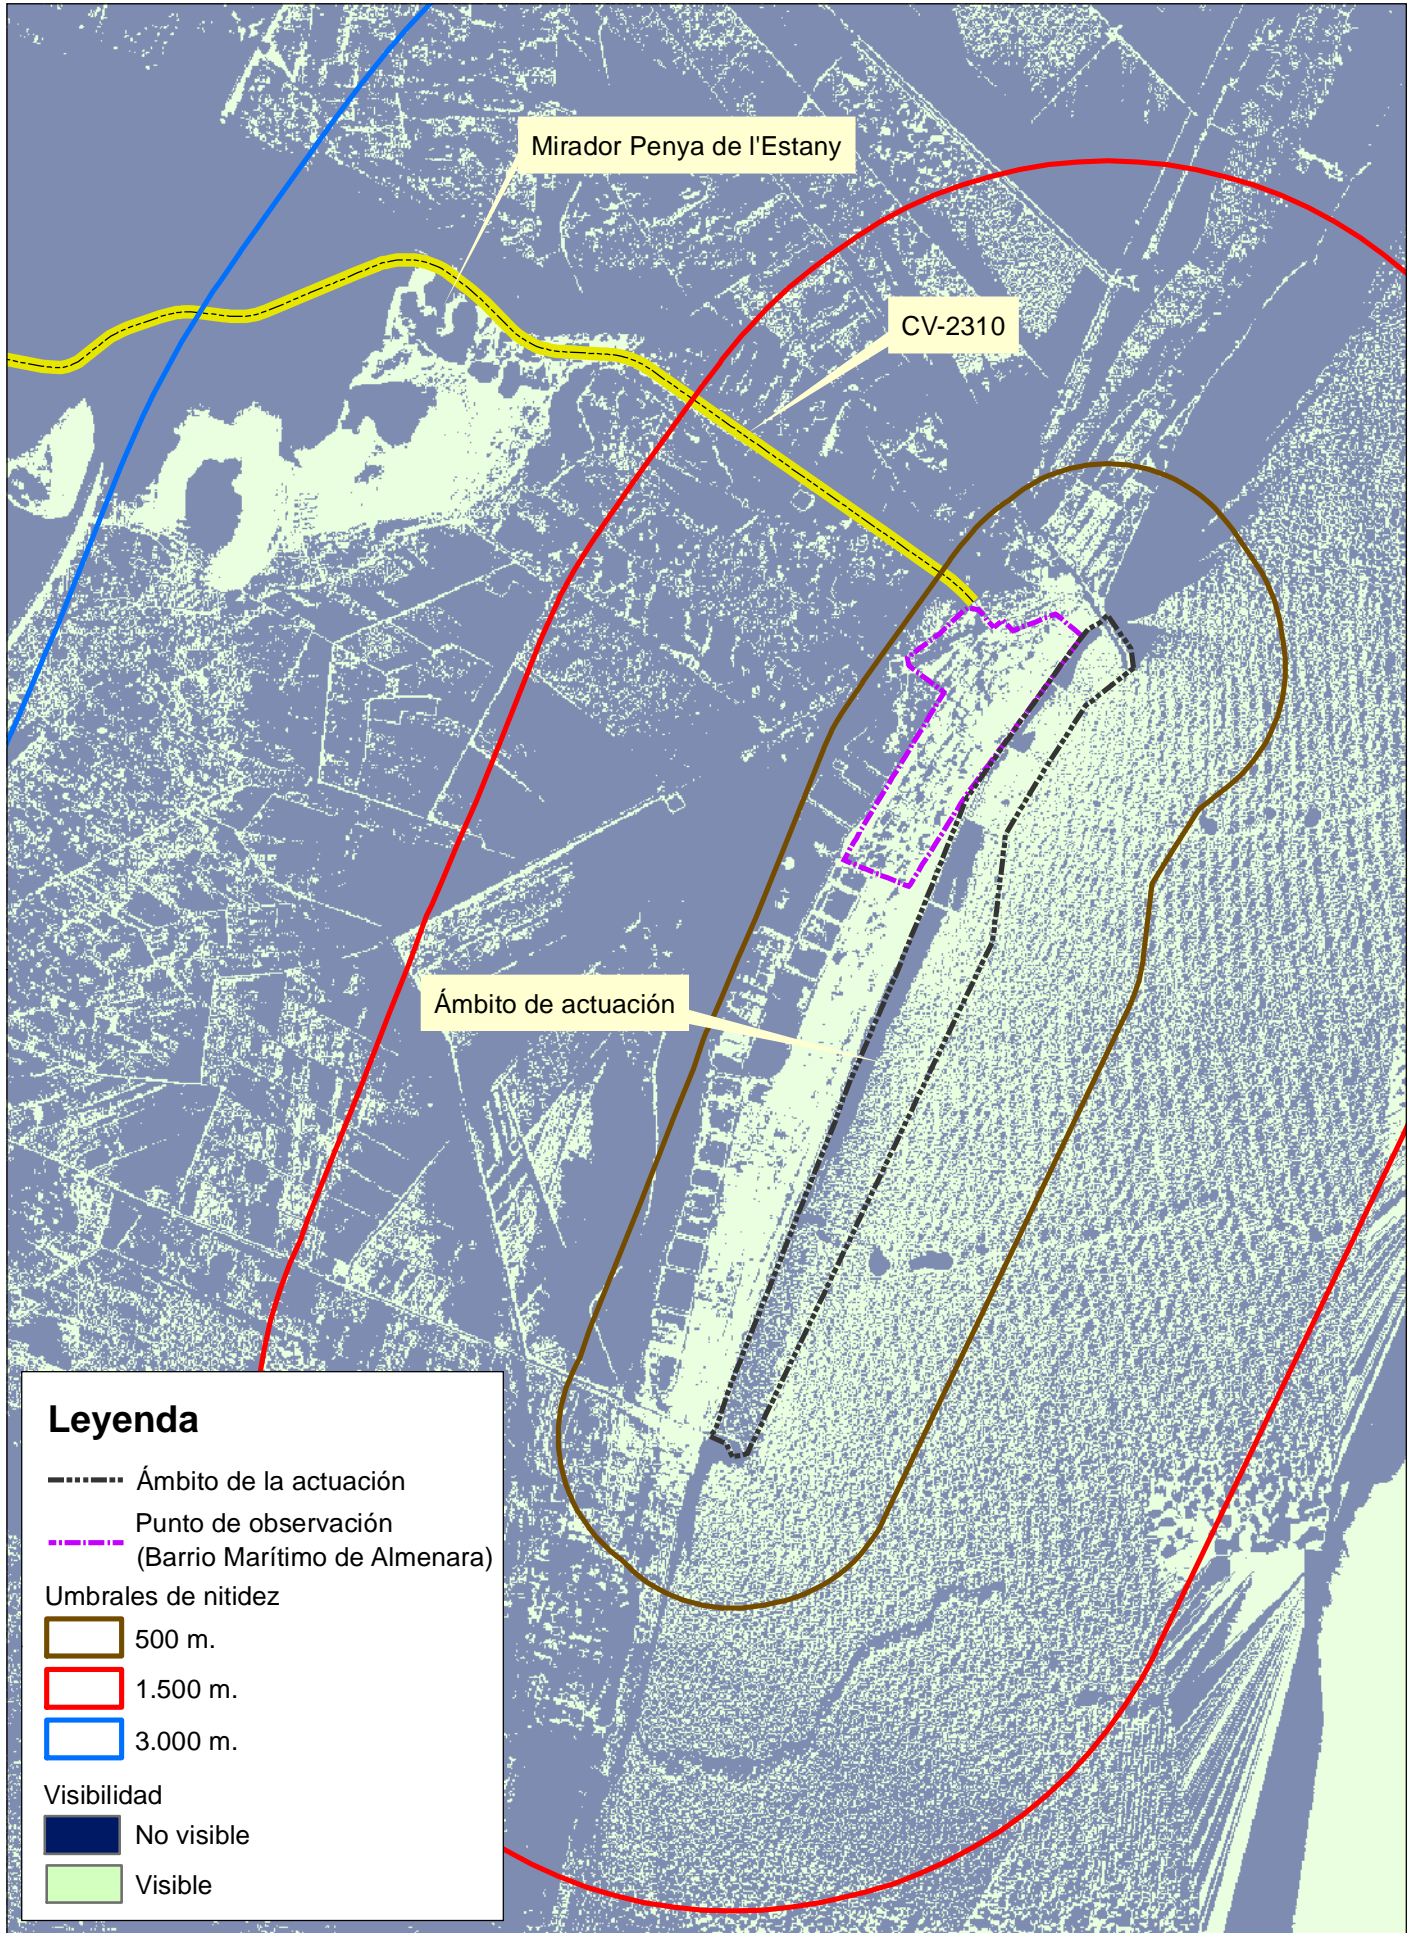 Mirador Penya de l'Estany
CV-2310
Ámbito de actuación
Leyenda
Ámbito de la actuación
Punto de observación
(Barrio Marítimo de Almenara)
Umbrales de nitidez
500 m.
1.500 m.
3.000 m.
Visibilidad
No visible
Visible